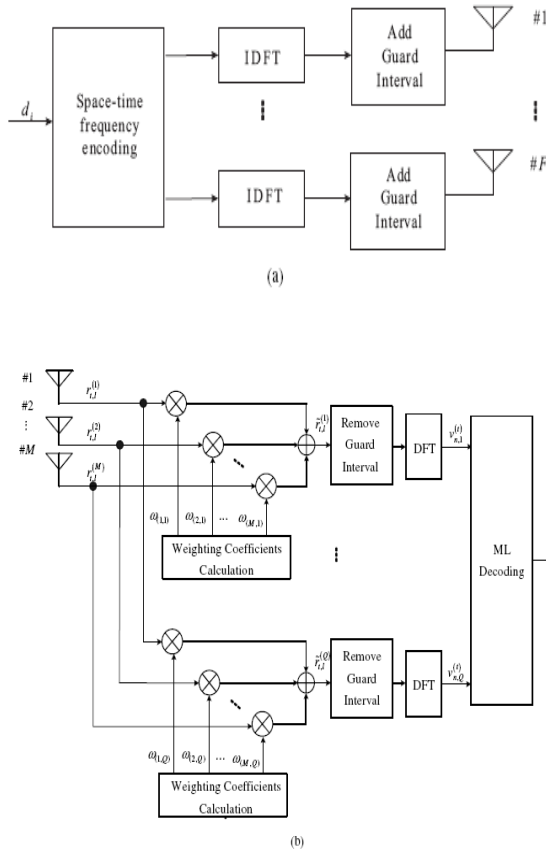 d_i
Space-time
frequency
encoding
IDFT
Add
Guard
Interval
#1
IDFT
Add
Guard
Interval
#F
(a)
#1
#2
⋮
#M
r_{t,l}^{(1)}
r_{t,l}^{(2)}
r_{t,l}^{(M)}
ω_{(1,1)} ω_{(2,1)} ... ω_{(M,1)}
Weighting Coefficients
Calculation
r̃_{t,l}^{(1)}
Remove
Guard
Interval
DFT
v_{n,1}^{(t)}
ML
Decoding
r̃_{t,l}^{(Q)}
Remove
Guard
Interval
DFT
v_{n,Q}^{(t)}
ω_{(1,Q)} ω_{(2,Q)} ... ω_{(M,Q)}
Weighting Coefficients
Calculation
(b)